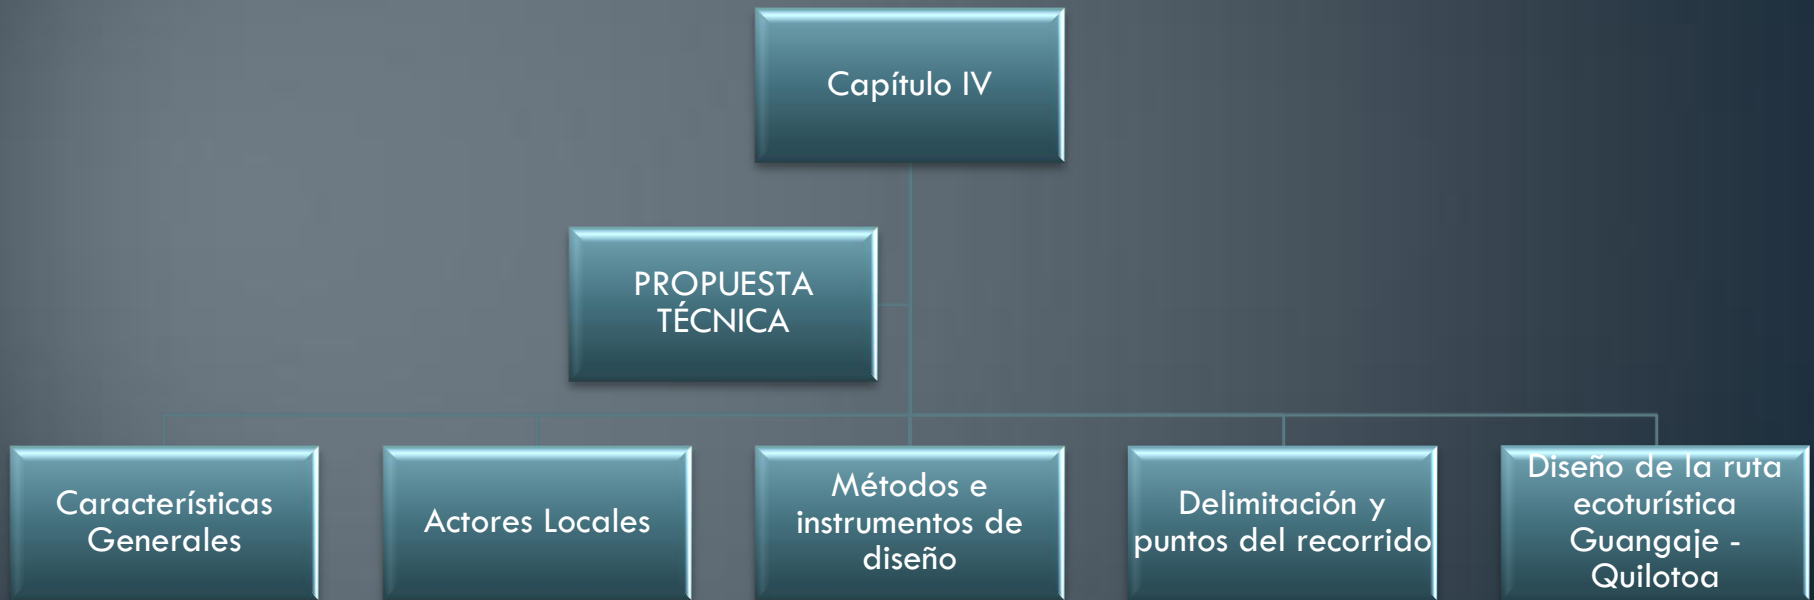 Capítulo IV
PROPUESTA
TÉCNICA
Características
Generales
Actores Locales
Métodos e
instrumentos de
diseño
Delimitación y
puntos del recorrido
Diseño de la ruta
ecoturística
Guangaje -
Quilotoa